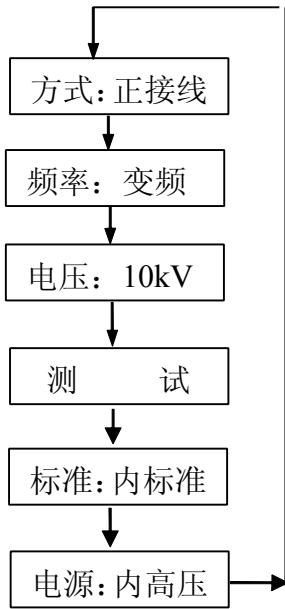 方式:正接线
频率：变频
电压：10kV
测 试
标准:内标准
电源:内高压